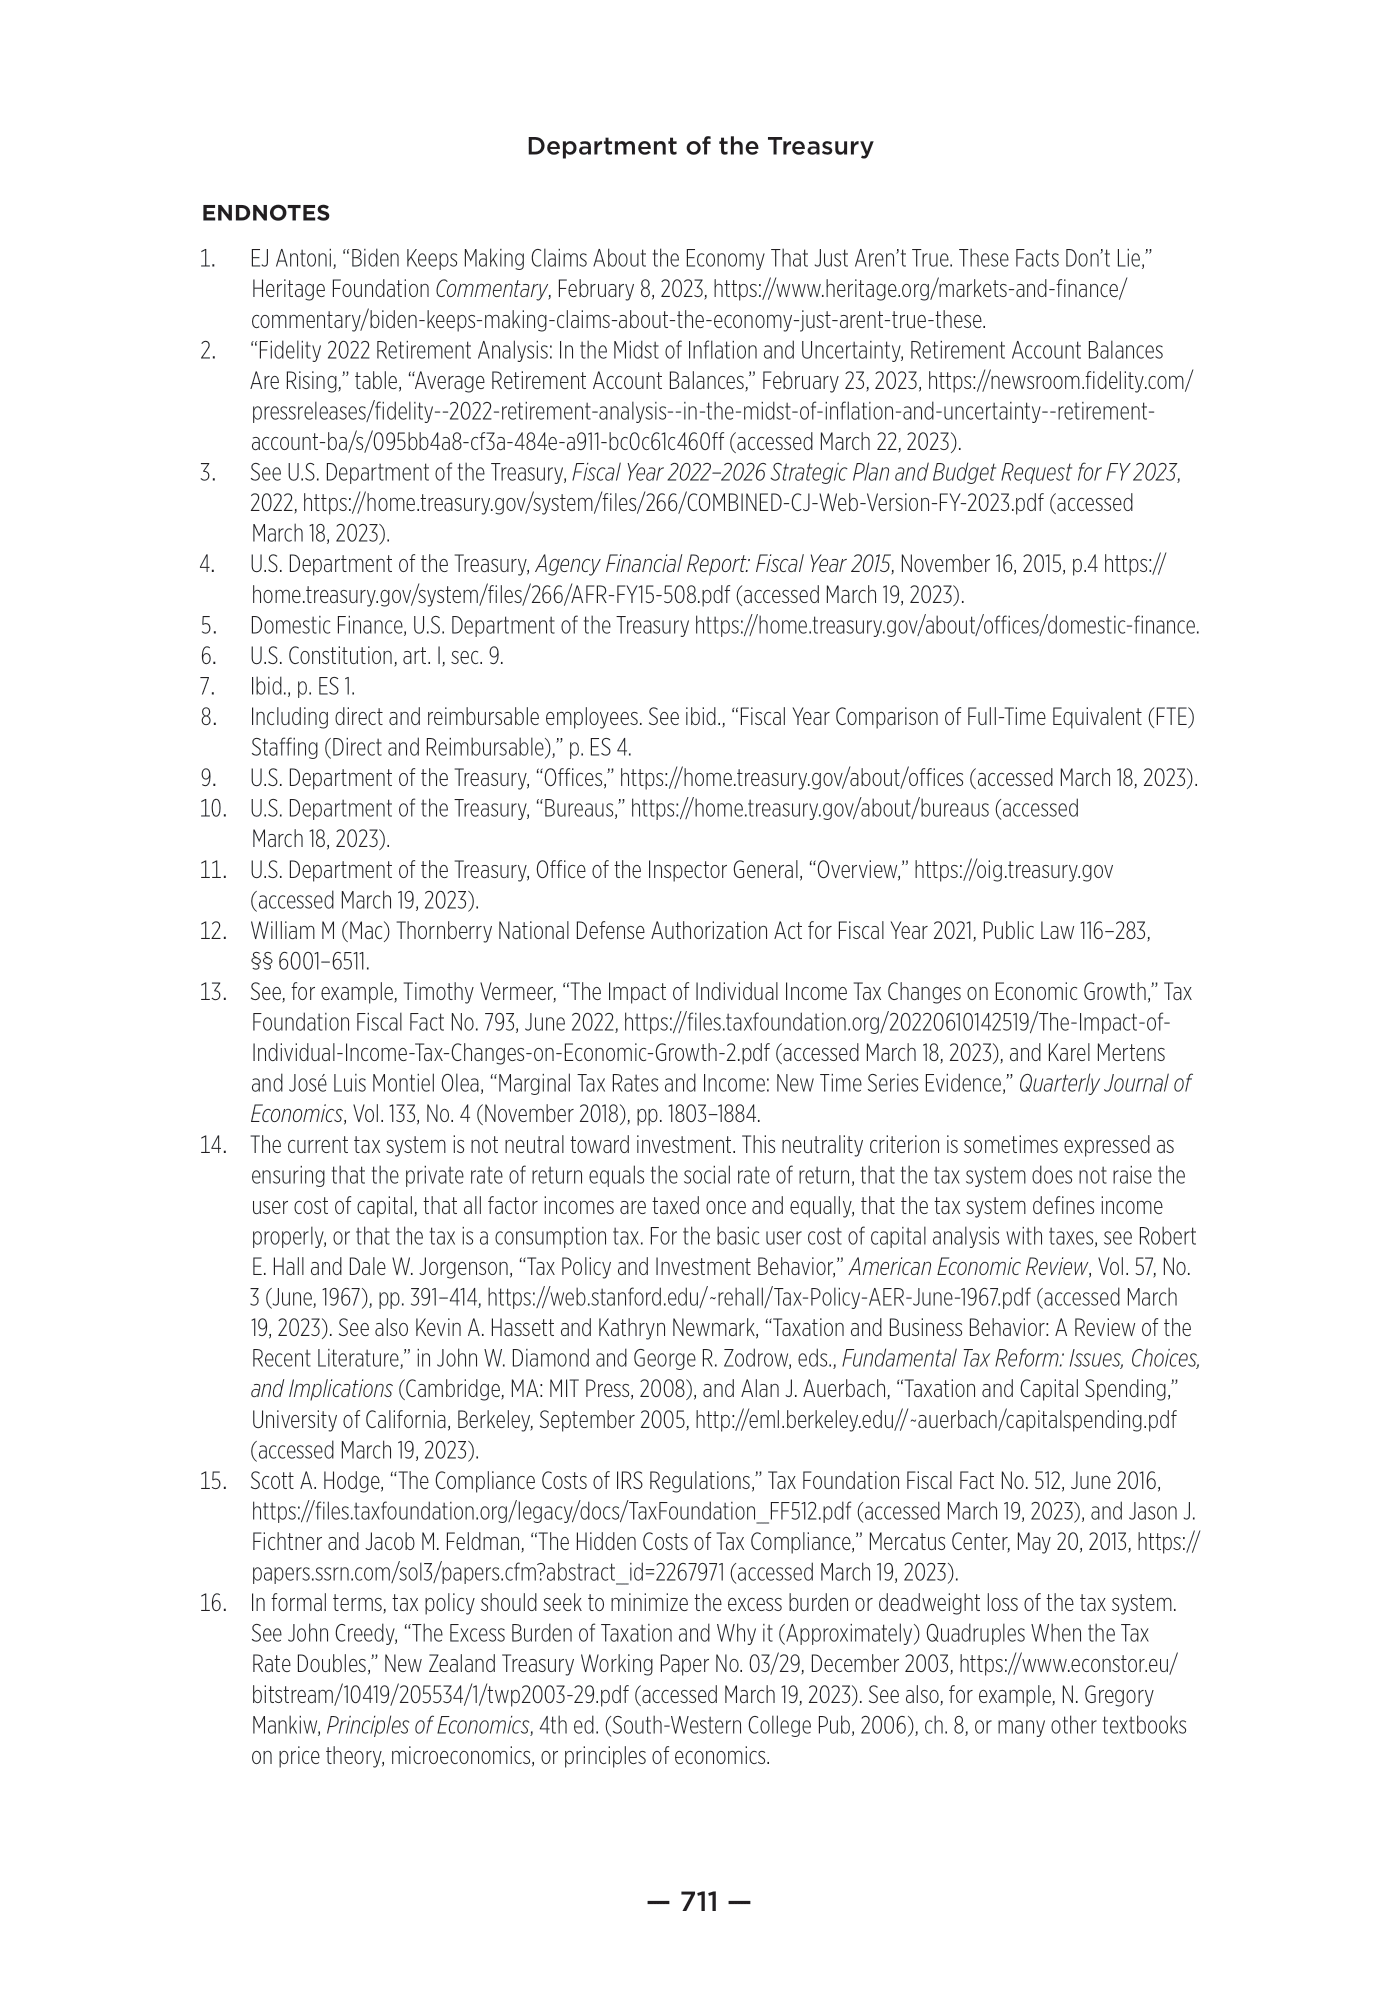 Department of the Treasury
ENDNOTES
1. EJ Antoni, “Biden Keeps Making Claims About the Economy That Just Aren’t True. These Facts Don’t Lie,”
Heritage Foundation Commentary, February 8, 2023, https://www.heritage.org/markets-and-finance/
commentary/biden-keeps-making-claims-about-the-economy-just-arent-true-these.
2. “Fidelity 2022 Retirement Analysis: In the Midst of Inflation and Uncertainty, Retirement Account Balances
Are Rising,” table, “Average Retirement Account Balances,” February 23, 2023, https://newsroom.fidelity.com/
pressreleases/fidelity--2022-retirement-analysis--in-the-midst-of-inflation-and-uncertainty--retirement-
account-ba/s/095bb4a8-cf3a-484e-a911-bc0c61c460ff (accessed March 22, 2023).
3. See U.S. Department of the Treasury, Fiscal Year 2022–2026 Strategic Plan and Budget Request for FY 2023,
2022, https://home.treasury.gov/system/files/266/COMBINED-CJ-Web-Version-FY-2023.pdf (accessed
March 18, 2023).
4. U.S. Department of the Treasury, Agency Financial Report: Fiscal Year 2015, November 16, 2015, p.4 https://
home.treasury.gov/system/files/266/AFR-FY15-508.pdf (accessed March 19, 2023).
5. Domestic Finance, U.S. Department of the Treasury https://home.treasury.gov/about/offices/domestic-finance.
6. U.S. Constitution, art. I, sec. 9.
7. Ibid., p. ES 1.
8. Including direct and reimbursable employees. See ibid., “Fiscal Year Comparison of Full-Time Equivalent (FTE)
Staffing (Direct and Reimbursable),” p. ES 4.
9. U.S. Department of the Treasury, “Offices,” https://home.treasury.gov/about/offices (accessed March 18, 2023).
10. U.S. Department of the Treasury, “Bureaus,” https://home.treasury.gov/about/bureaus (accessed
March 18, 2023).
11. U.S. Department of the Treasury, Office of the Inspector General, “Overview,” https://oig.treasury.gov
(accessed March 19, 2023).
12. William M (Mac) Thornberry National Defense Authorization Act for Fiscal Year 2021, Public Law 116–283,
§§ 6001–6511.
13. See, for example, Timothy Vermeer, “The Impact of Individual Income Tax Changes on Economic Growth,” Tax
Foundation Fiscal Fact No. 793, June 2022, https://files.taxfoundation.org/20220610142519/The-Impact-of-
Individual-Income-Tax-Changes-on-Economic-Growth-2.pdf (accessed March 18, 2023), and Karel Mertens
and José Luis Montiel Olea, “Marginal Tax Rates and Income: New Time Series Evidence,” Quarterly Journal of
Economics, Vol. 133, No. 4 (November 2018), pp. 1803–1884.
14. The current tax system is not neutral toward investment. This neutrality criterion is sometimes expressed as
ensuring that the private rate of return equals the social rate of return, that the tax system does not raise the
user cost of capital, that all factor incomes are taxed once and equally, that the tax system defines income
properly, or that the tax is a consumption tax. For the basic user cost of capital analysis with taxes, see Robert
E. Hall and Dale W. Jorgenson, “Tax Policy and Investment Behavior,” American Economic Review, Vol. 57, No.
3 (June, 1967), pp. 391–414, https://web.stanford.edu/~rehall/Tax-Policy-AER-June-1967.pdf (accessed March
19, 2023). See also Kevin A. Hassett and Kathryn Newmark, “Taxation and Business Behavior: A Review of the
Recent Literature,” in John W. Diamond and George R. Zodrow, eds., Fundamental Tax Reform: Issues, Choices,
and Implications (Cambridge, MA: MIT Press, 2008), and Alan J. Auerbach, “Taxation and Capital Spending,”
University of California, Berkeley, September 2005, http://eml.berkeley.edu//~auerbach/capitalspending.pdf
(accessed March 19, 2023).
15. Scott A. Hodge, “The Compliance Costs of IRS Regulations,” Tax Foundation Fiscal Fact No. 512, June 2016,
https://files.taxfoundation.org/legacy/docs/TaxFoundation_FF512.pdf (accessed March 19, 2023), and Jason J.
Fichtner and Jacob M. Feldman, “The Hidden Costs of Tax Compliance,” Mercatus Center, May 20, 2013, https://
papers.ssrn.com/sol3/papers.cfm?abstract_id=2267971 (accessed March 19, 2023).
16. In formal terms, tax policy should seek to minimize the excess burden or deadweight loss of the tax system.
See John Creedy, “The Excess Burden of Taxation and Why it (Approximately) Quadruples When the Tax
Rate Doubles,” New Zealand Treasury Working Paper No. 03/29, December 2003, https://www.econstor.eu/
bitstream/10419/205534/1/twp2003-29.pdf (accessed March 19, 2023). See also, for example, N. Gregory
Mankiw, Principles of Economics, 4th ed. (South-Western College Pub, 2006), ch. 8, or many other textbooks
on price theory, microeconomics, or principles of economics.
— 711 —